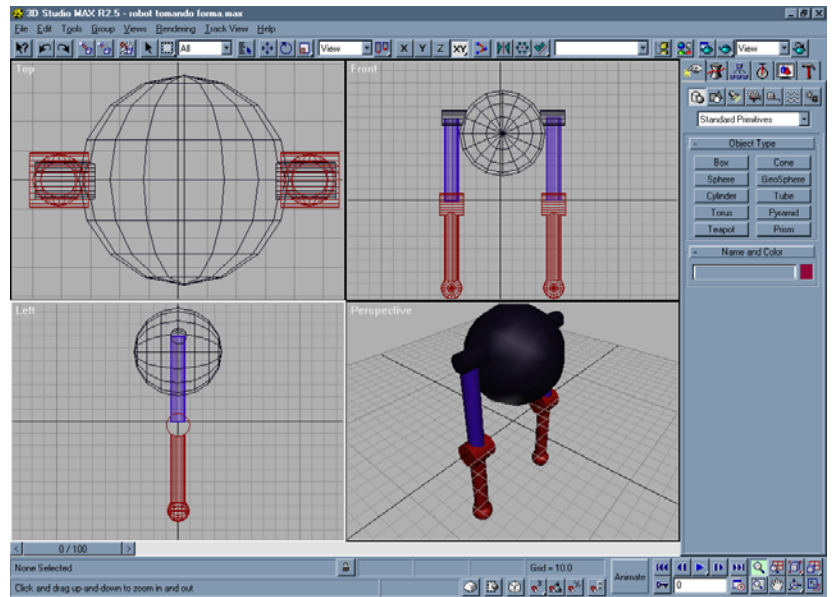 3D Studio MAX R2.5 - robot tomando forma.max
File Edit Tools Group Views Rendering Track View Help
All View X Y Z XY View
Top Front
Standard Primitives
- Object Type
Box Cone
Sphere GeoSphere
Cylinder Tube
Torus Pyramid
Teapot Prism
- Name and Color
Left Perspective
< 0 / 100 >
None Selected Grid = 10.0
Animate
0
Click and drag up-and-down to zoom in and out